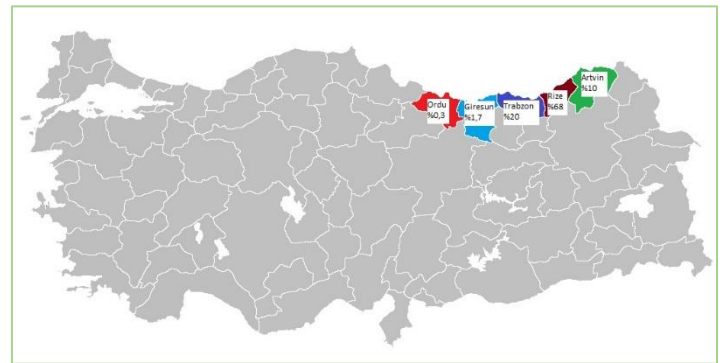 Ordu
%0,3
Giresun
%1,7
Trabzon
%20
Rize
%68
Artvin
%10